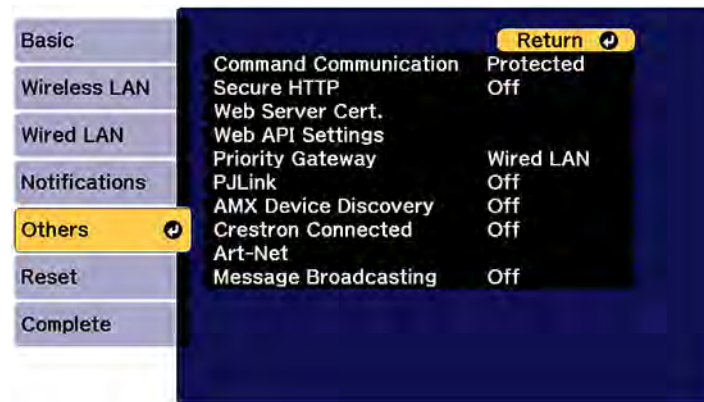 Basic
Wireless LAN
Wired LAN
Notifications
Others
Reset
Complete
Return
Command Communication Protected
Secure HTTP Off
Web Server Cert.
Web API Settings
Priority Gateway Wired LAN
PJLink Off
AMX Device Discovery Off
Crestron Connected Off
Art-Net
Message Broadcasting Off